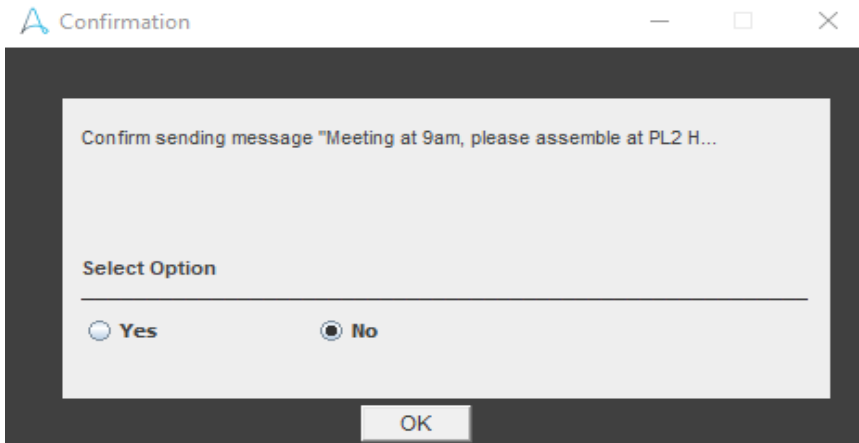 Confirmation
Confirm sending message "Meeting at 9am, please assemble at PL2 H...
Select Option
Yes No
OK